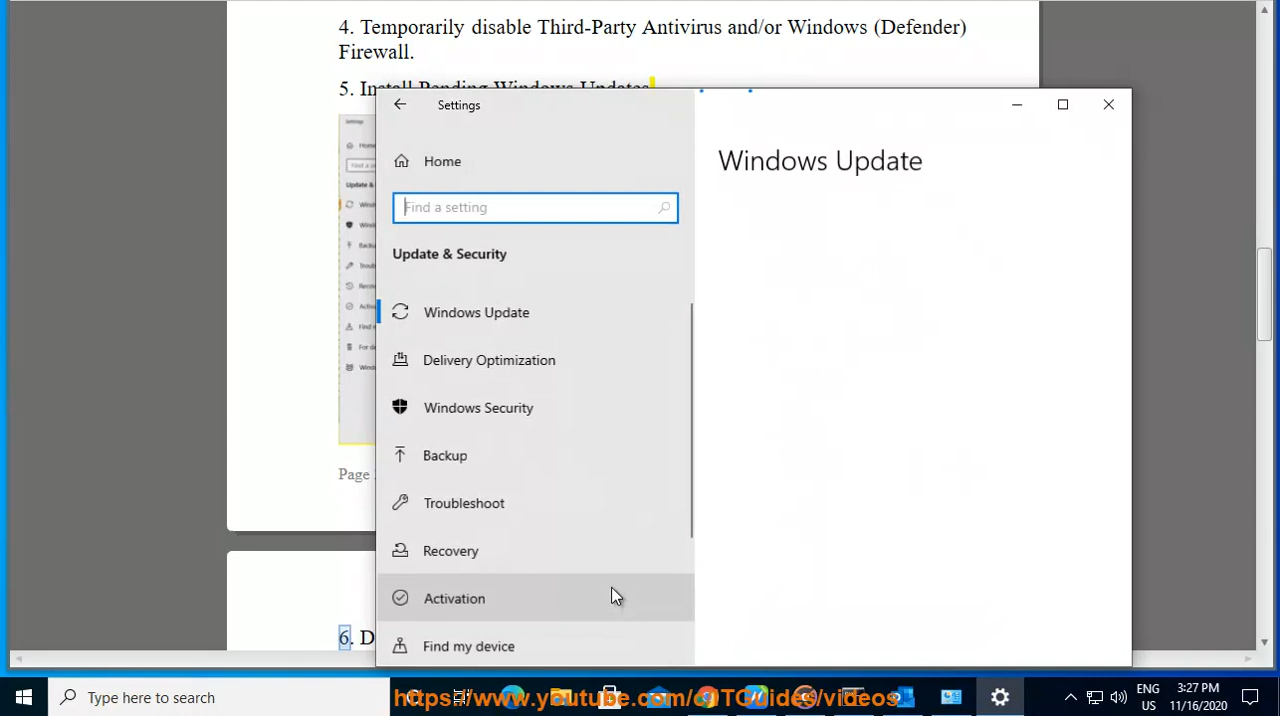 4. Temporarily disable Third-Party Antivirus and/or Windows (Defender)
Firewall.
5. Install Pending Windows Updates
Settings
Home
Find a setting
Update & Security
Windows Update
Delivery Optimization
Windows Security
Backup
Troubleshoot
Recovery
Activation
Find my device
Windows Update
Page
6. D
Type here to search
https://www.youtube.com/c/ITGuides/videos
ENG
US
3:27 PM
11/16/2020